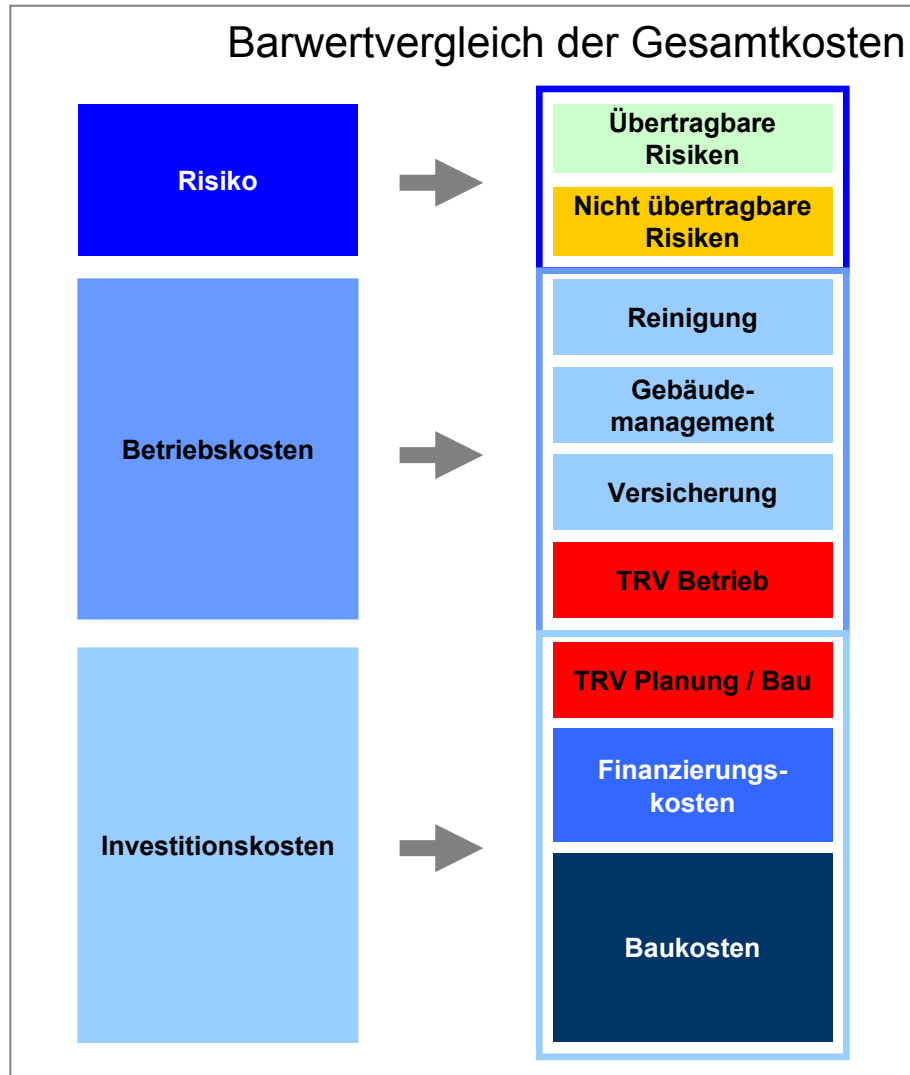 Barwertvergleich der Gesamtkosten
Risiko
Übertragbare
Risiken
Nicht übertragbare
Risiken
Betriebskosten
Reinigung
Gebäude-
management
Versicherung
TRV Betrieb
Investitionskosten
TRV Planung / Bau
Finanzierungs-
kosten
Baukosten